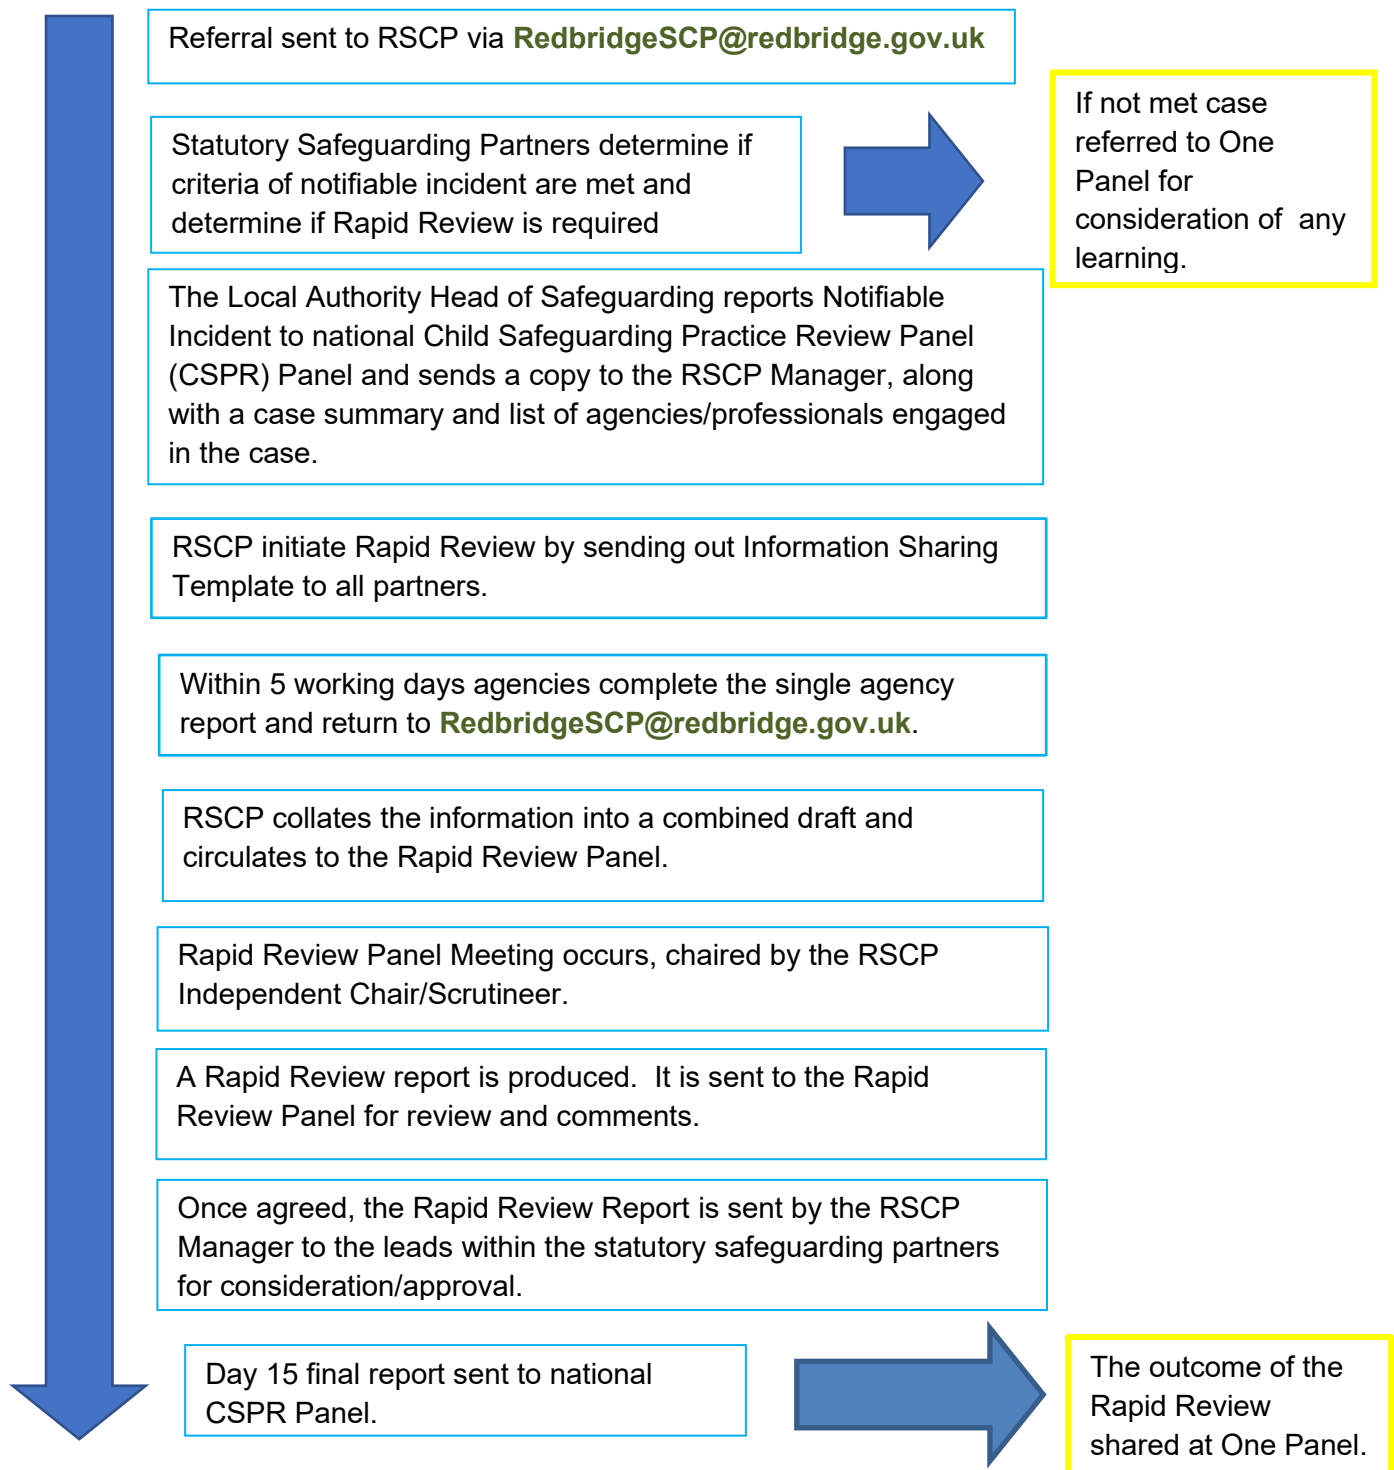 Referral sent to RSCP via RedbridgeSCP@redbridge.gov.uk
Statutory Safeguarding Partners determine if
criteria of notifiable incident are met and
determine if Rapid Review is required
If not met case
referred to One
Panel for
consideration of any
learning.
The Local Authority Head of Safeguarding reports Notifiable
Incident to national Child Safeguarding Practice Review Panel
(CSPR) Panel and sends a copy to the RSCP Manager, along
with a case summary and list of agencies/professionals engaged
in the case.
RSCP initiate Rapid Review by sending out Information Sharing
Template to all partners.
Within 5 working days agencies complete the single agency
report and return to RedbridgeSCP@redbridge.gov.uk.
RSCP collates the information into a combined draft and
circulates to the Rapid Review Panel.
Rapid Review Panel Meeting occurs, chaired by the RSCP
Independent Chair/Scrutineer.
A Rapid Review report is produced.  It is sent to the Rapid
Review Panel for review and comments.
Once agreed, the Rapid Review Report is sent by the RSCP
Manager to the leads within the statutory safeguarding partners
for consideration/approval.
Day 15 final report sent to national
CSPR Panel.
The outcome of the
Rapid Review
shared at One Panel.